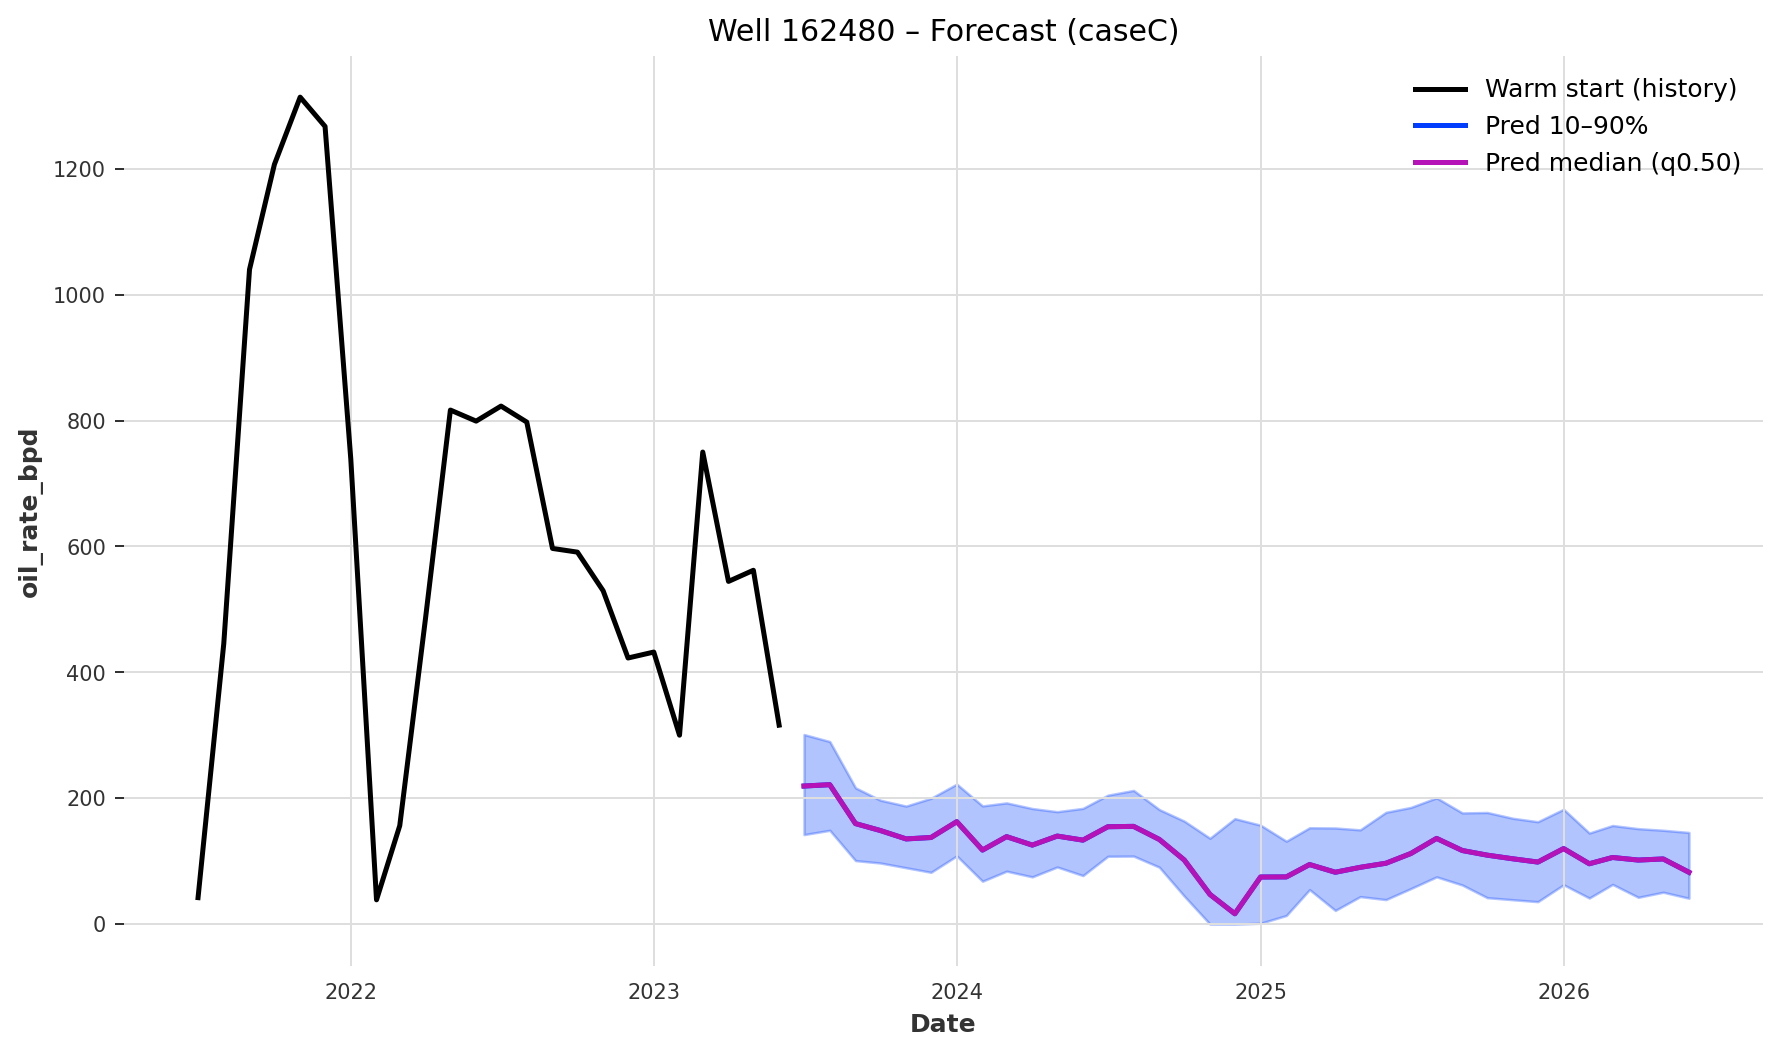 Well 162480 – Forecast (caseC)
Warm start (history)
Pred 10–90%
Pred median (q0.50)
oil_rate_bpd
1200
1000
800
600
400
200
0
2022
2023
2024
2025
2026
Date